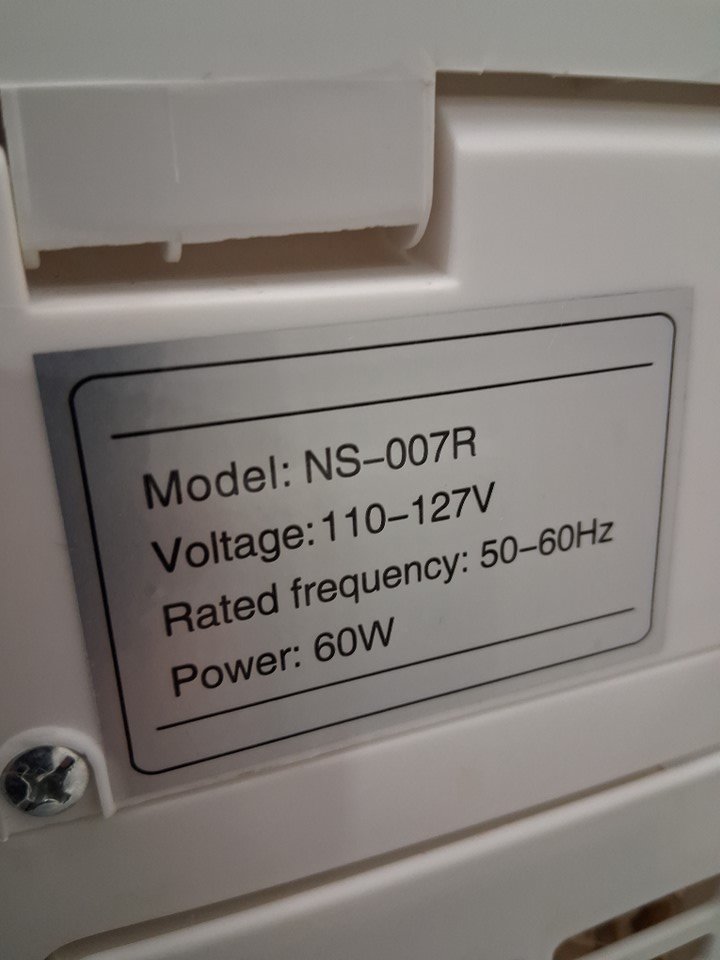 Model: NS-007R
Voltage:110-127V
Rated frequency: 50-60Hz
Power: 60W